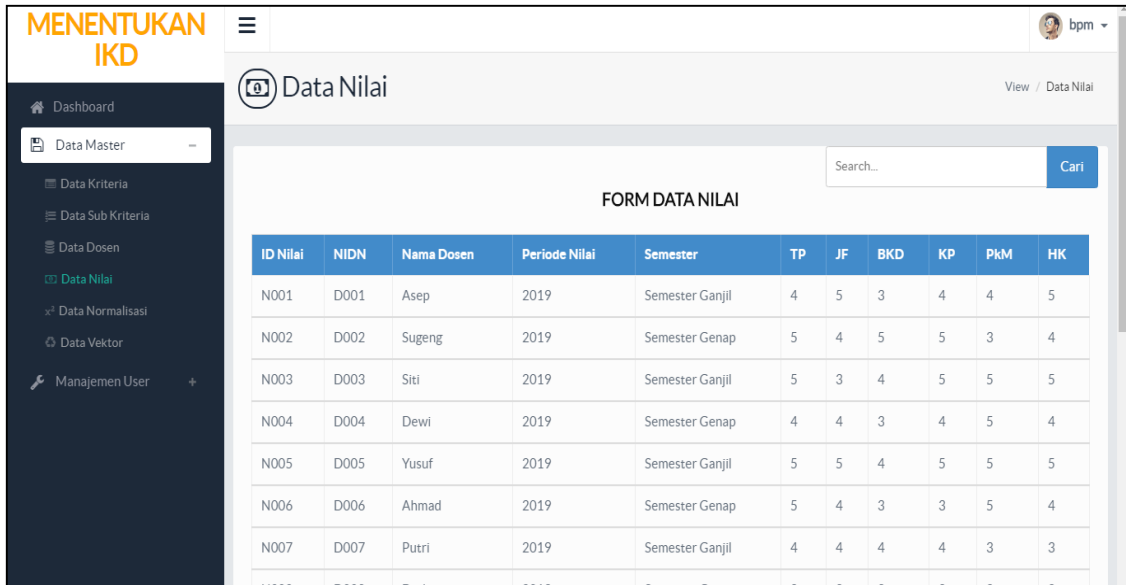 MENENTUKAN
IKD
bpm
Data Nilai
View / Data Nilai
Dashboard
Data Master −
Data Kriteria
Data Sub Kriteria
Data Dosen
Data Nilai
x² Data Normalisasi
Data Vektor
Manajemen User +
Search...
Cari
FORM DATA NILAI
ID Nilai NIDN Nama Dosen Periode Nilai Semester TP JF BKD KP PkM HK
N001 D001 Asep 2019 Semester Ganjil 4 5 3 4 4 5
N002 D002 Sugeng 2019 Semester Genap 5 4 5 5 3 4
N003 D003 Siti 2019 Semester Ganjil 5 3 4 5 5 5
N004 D004 Dewi 2019 Semester Genap 4 4 3 4 5 4
N005 D005 Yusuf 2019 Semester Ganjil 5 5 4 5 5 5
N006 D006 Ahmad 2019 Semester Genap 5 4 3 3 5 4
N007 D007 Putri 2019 Semester Ganjil 4 4 4 4 3 3